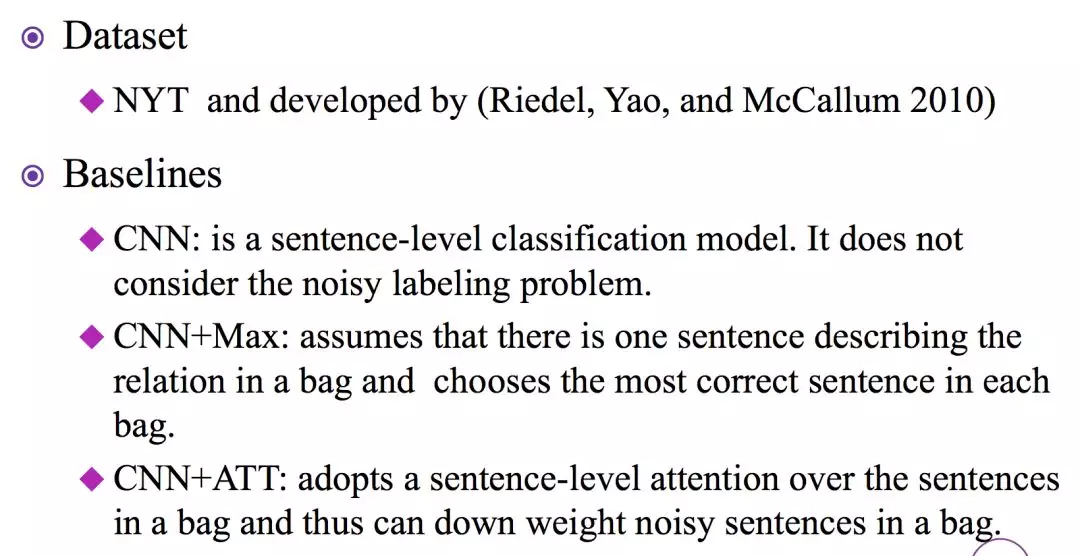 Dataset
NYT and developed by (Riedel, Yao, and McCallum 2010)
Baselines
CNN: is a sentence-level classification model. It does not
consider the noisy labeling problem.
CNN+Max: assumes that there is one sentence describing the
relation in a bag and chooses the most correct sentence in each
bag.
CNN+ATT: adopts a sentence-level attention over the sentences
in a bag and thus can down weight noisy sentences in a bag.